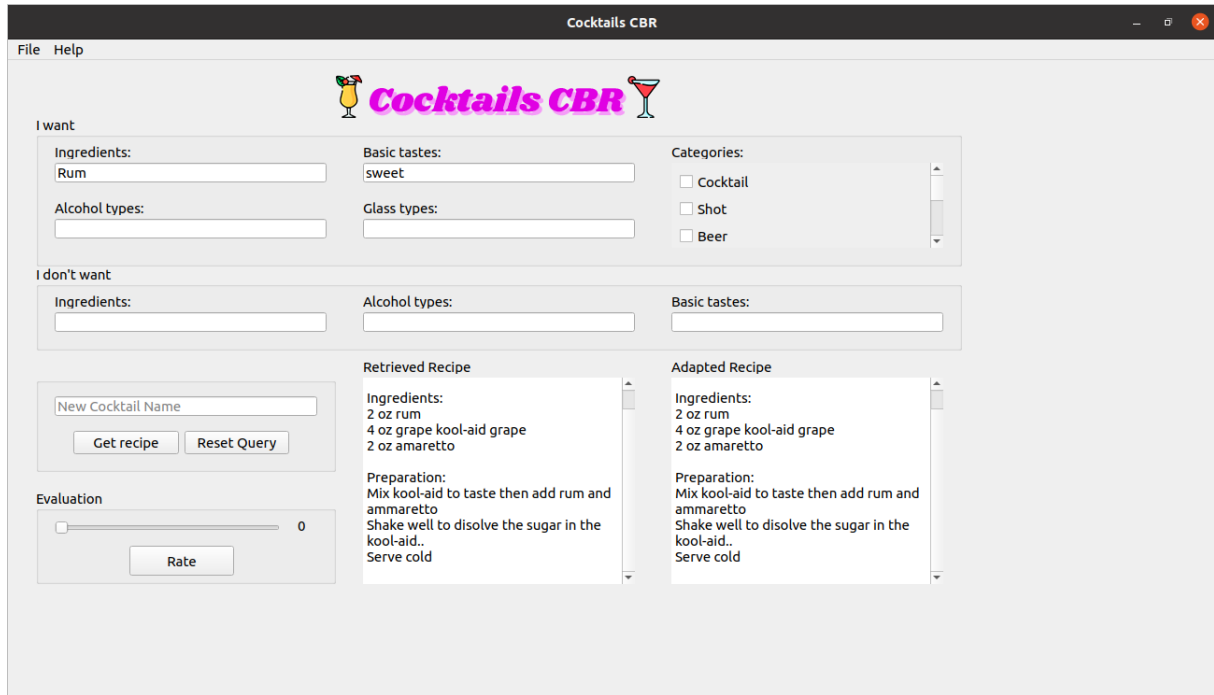 Cocktails CBR
File Help
Cocktails CBR
I want
Ingredients:
Rum
Basic tastes:
sweet
Categories:
Cocktail
Shot
Beer
Alcohol types:
Glass types:
I don't want
Ingredients:
Alcohol types:
Basic tastes:
New Cocktail Name
Get recipe
Reset Query
Evaluation
0
Rate
Retrieved Recipe
Ingredients:
2 oz rum
4 oz grape kool-aid grape
2 oz amaretto
Preparation:
Mix kool-aid to taste then add rum and
ammaretto
Shake well to disolve the sugar in the
kool-aid..
Serve cold
Adapted Recipe
Ingredients:
2 oz rum
4 oz grape kool-aid grape
2 oz amaretto
Preparation:
Mix kool-aid to taste then add rum and
ammaretto
Shake well to disolve the sugar in the
kool-aid..
Serve cold